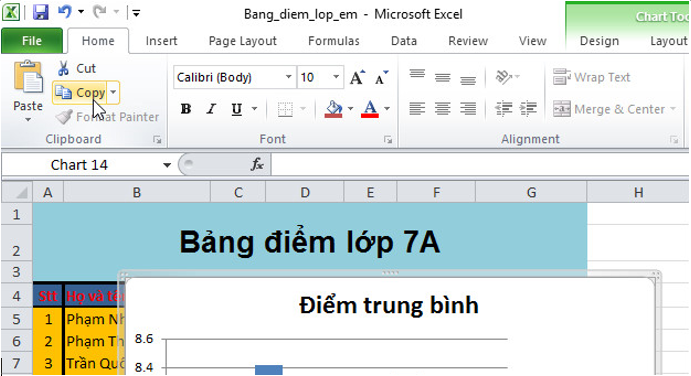 Bang_diem_lop_em - Microsoft Excel
Chart Too
File Home Insert Page Layout Formulas Data Review View Design Layout
Paste
Cut
Copy
Format Painter
Clipboard
Calibri (Body) 10 A A
B I U A
Font
Wrap Text
Merge & Center
Alignment
Chart 14 fx
A B C D E F G H
1
2 Bảng điểm lớp 7A
3
4 Stt Họ và tê
5 1 Phạm Nh
6 2 Phạm Th
7 3 Trần Quố
Điểm trung bình
8.6
8.4